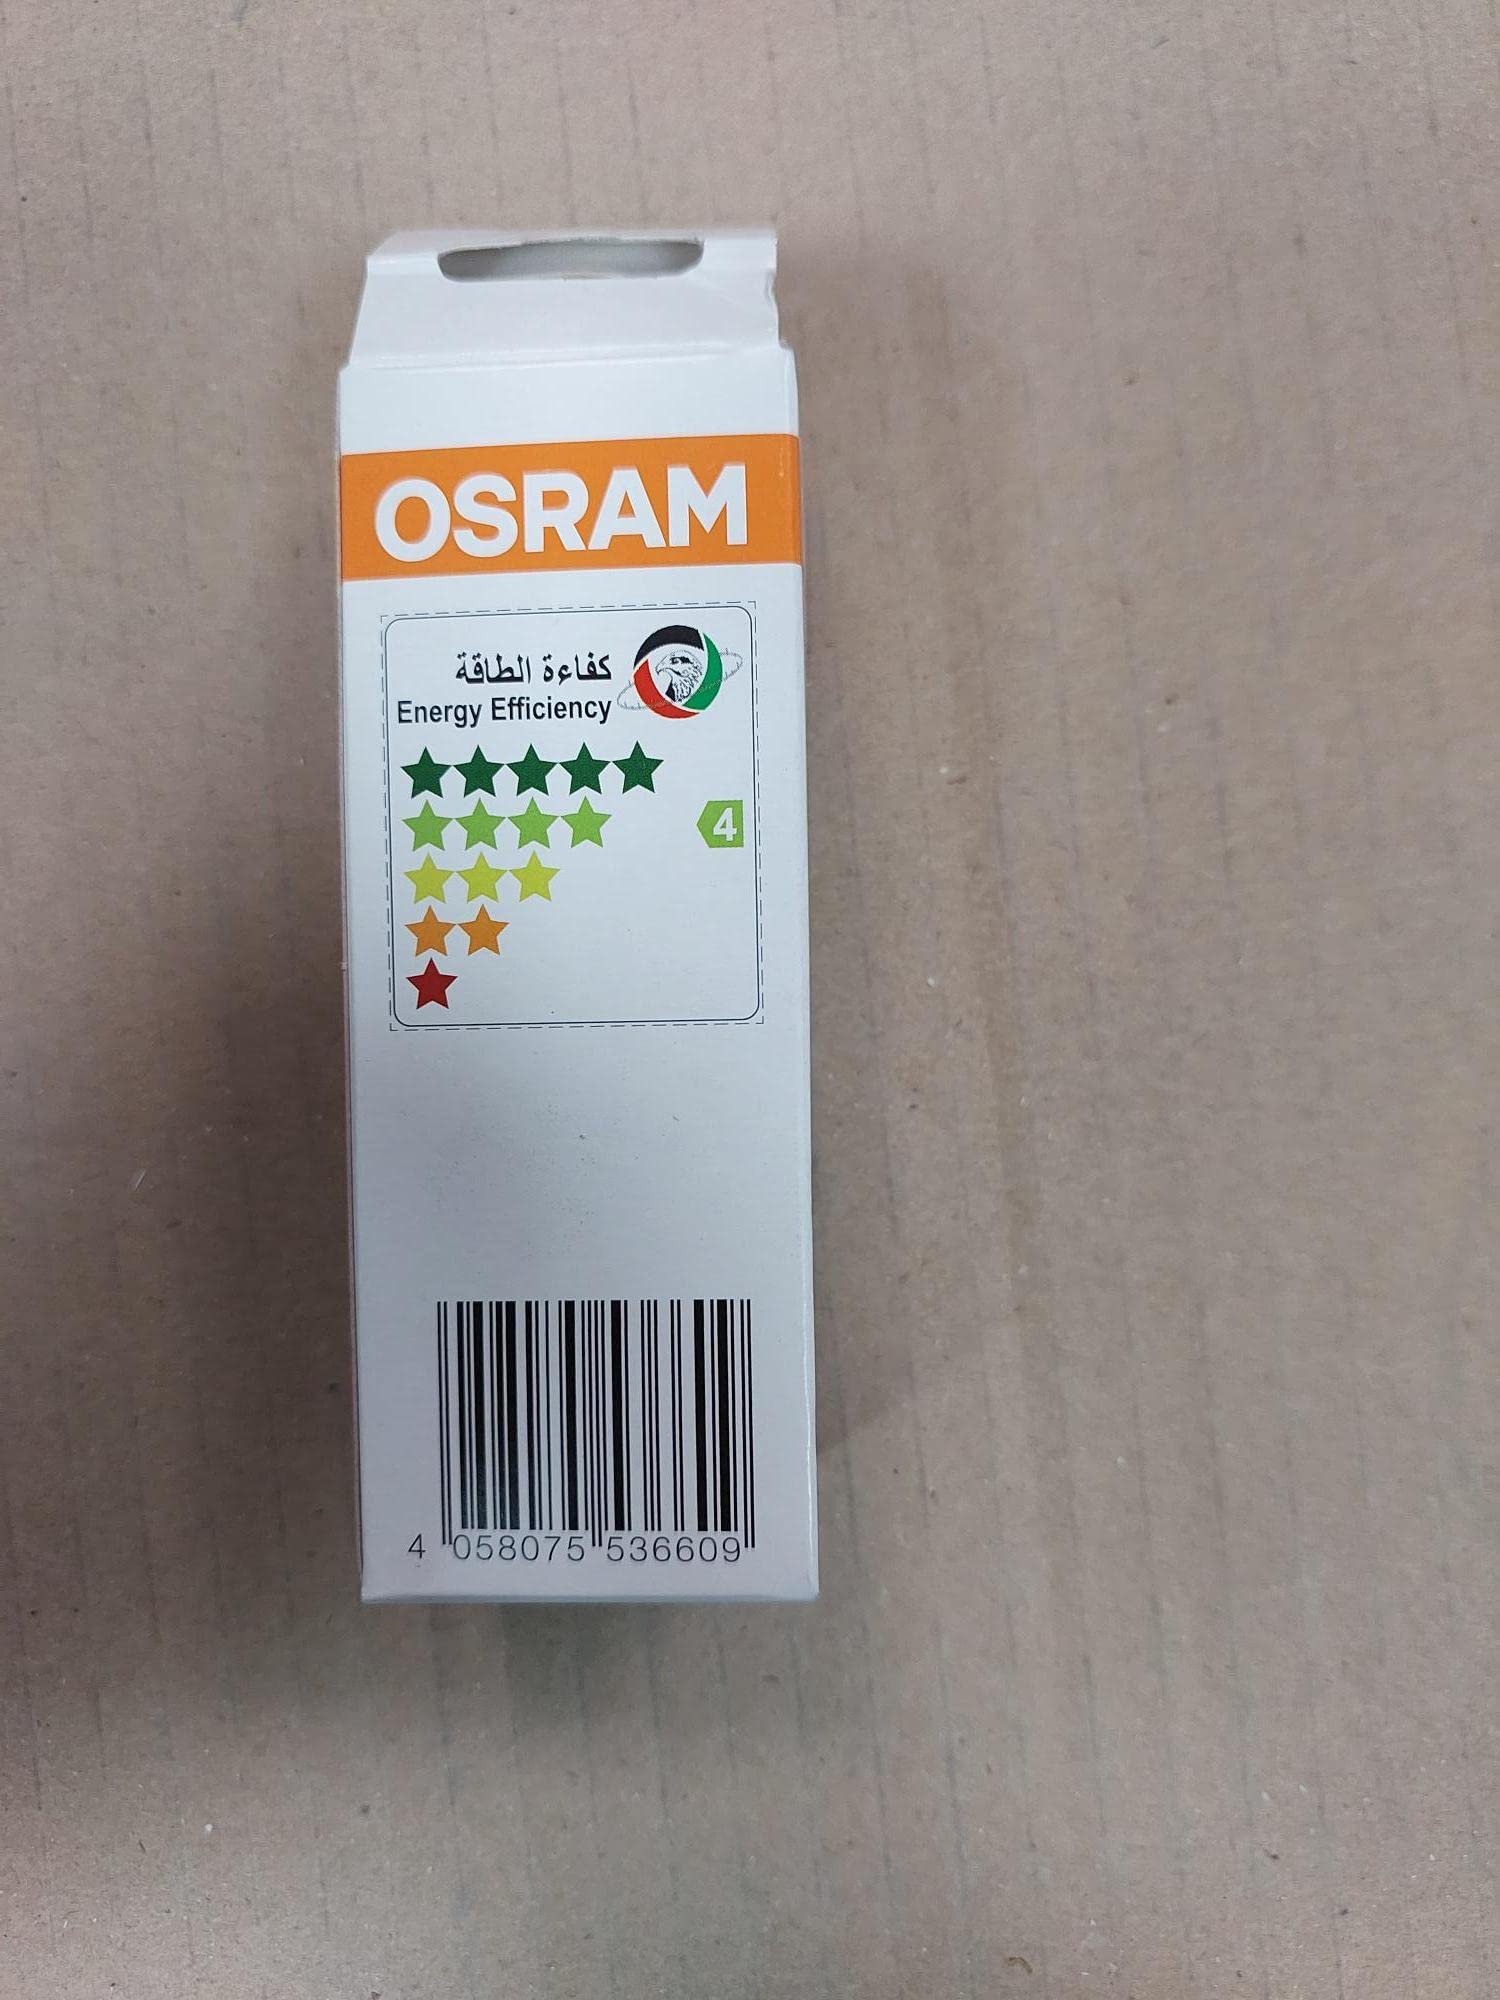 OSRAM
كفاءة الطاقة
Energy Efficiency
4
4 058075 536609